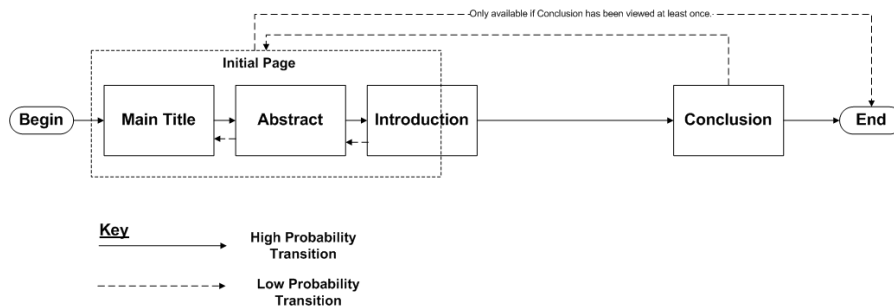 Only available if Conclusion has been viewed at least once.
Initial Page
Begin
Main Title
Abstract
Introduction
Conclusion
End
Key
High Probability
Transition
Low Probability
Transition